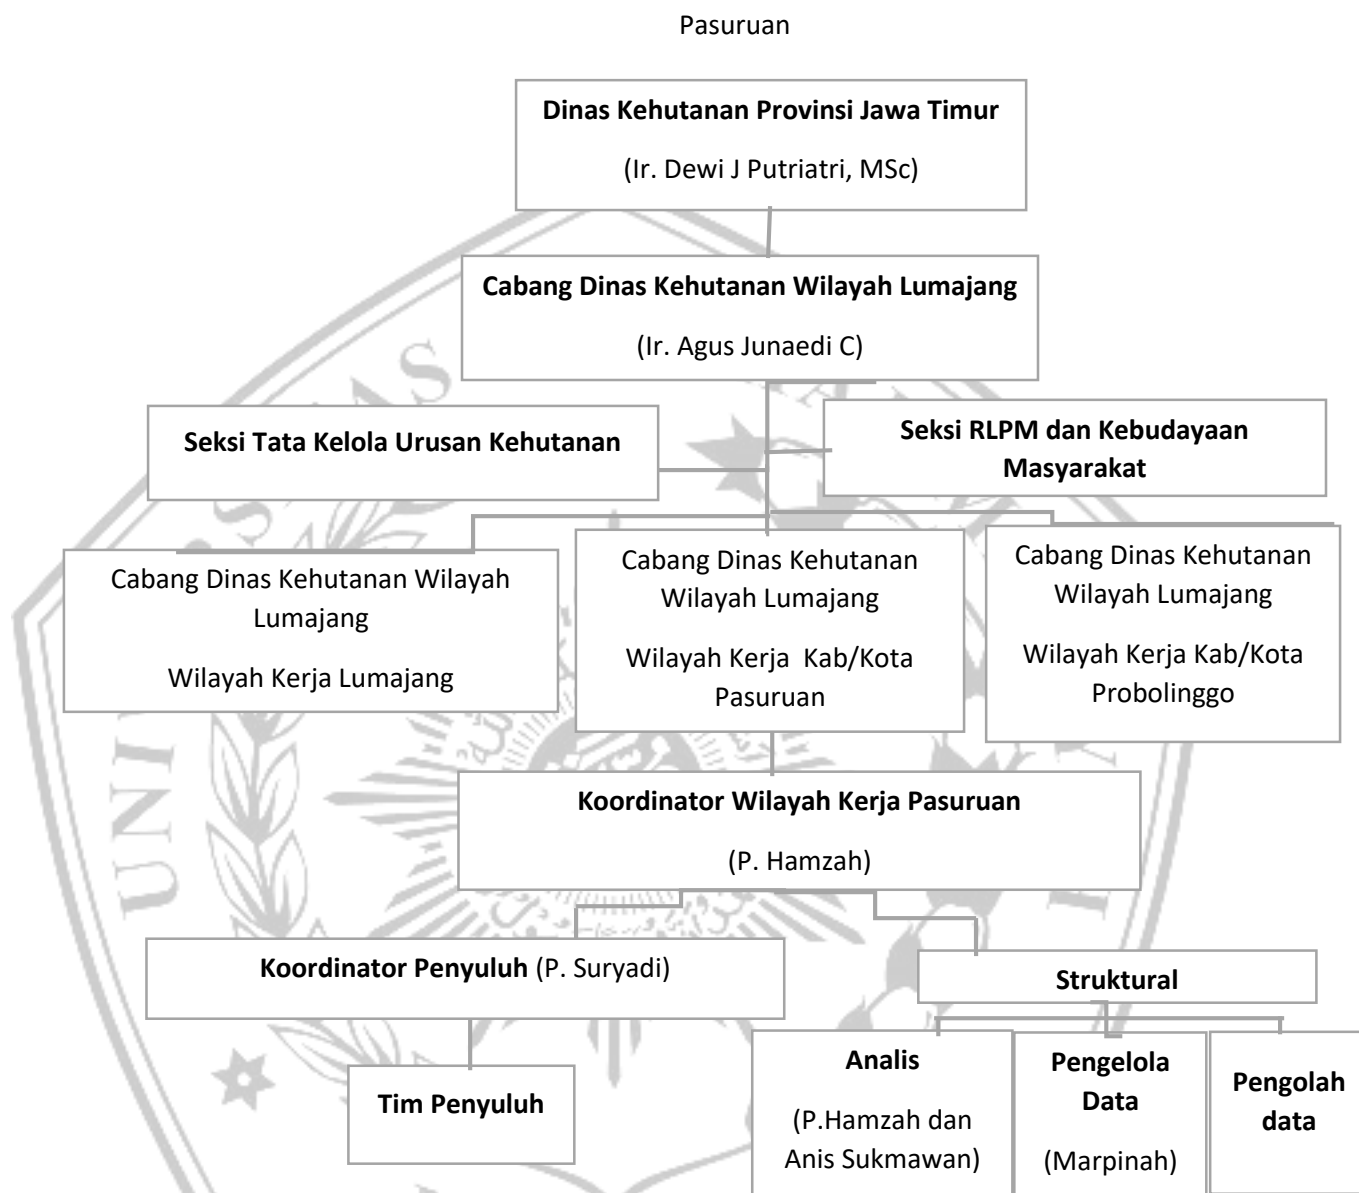 Pasuruan
Dinas Kehutanan Provinsi Jawa Timur
(Ir. Dewi J Putriatri, MSc)
Cabang Dinas Kehutanan Wilayah Lumajang
(Ir. Agus Junaedi C)
Seksi Tata Kelola Urusan Kehutanan
Seksi RLPM dan Kebudayaan
Masyarakat
Cabang Dinas Kehutanan Wilayah
Lumajang
Wilayah Kerja Lumajang
Cabang Dinas Kehutanan
Wilayah Lumajang
Wilayah Kerja Kab/Kota
Pasuruan
Cabang Dinas Kehutanan
Wilayah Lumajang
Wilayah Kerja Kab/Kota
Probolinggo
Koordinator Wilayah Kerja Pasuruan
(P. Hamzah)
Koordinator Penyuluh (P. Suryadi)
Struktural
Tim Penyuluh
Analis
(P.Hamzah dan
Anis Sukmawan)
Pengelola
Data
(Marpinah)
Pengolah
data